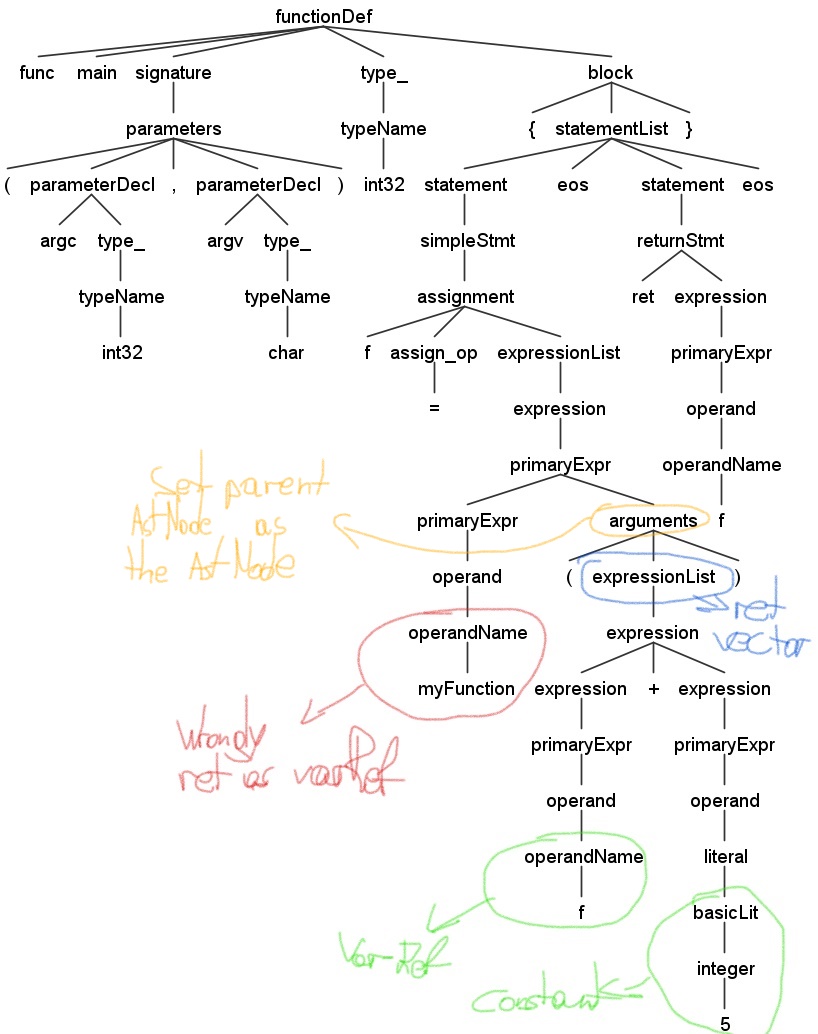 functionDef
func main signature type_ block
parameters typeName { statementList }
( parameterDecl , parameterDecl ) int32 statement eos statement eos
argc type_ argv type_ simpleStmt returnStmt
typeName typeName assignment ret expression
int32 char f assign_op expressionList primaryExpr
= expression operand
primaryExpr operandName
Set parent
AstNode as
the AstNode
primaryExpr arguments f
operand ( expressionList )
ret
vector
operandName expression
myFunction expression + expression
Wrongly
ret as varRef
primaryExpr primaryExpr
operand operand
operandName literal
f basicLit
Var-Ref
integer
Constant
5